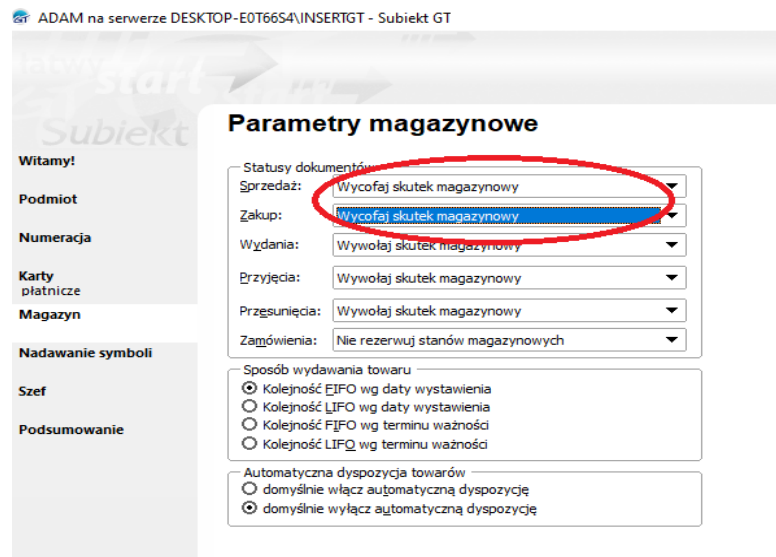 ADAM na serwerze DESKTOP-E0T66S4\INSERTGT - Subiekt GT
start
Subiekt
Parametry magazynowe
Witamy!
Podmiot
Numeracja
Karty
płatnicze
Magazyn
Nadawanie symboli
Szef
Podsumowanie
Statusy dokumentów
Sprzedaż: Wycofaj skutek magazynowy
Zakup: Wycofaj skutek magazynowy
Wydania: Wywołaj skutek magazynowy
Przyjęcia: Wywołaj skutek magazynowy
Przesunięcia: Wywołaj skutek magazynowy
Zamówienia: Nie rezerwuj stanów magazynowych
Sposób wydawania towaru
Kolejność FIFO wg daty wystawienia
Kolejność LIFO wg daty wystawienia
Kolejność FIFO wg terminu ważności
Kolejność LIFO wg terminu ważności
Automatyczna dyspozycja towarów
domyślnie włącz automatyczną dyspozycję
domyślnie wyłącz automatyczną dyspozycję